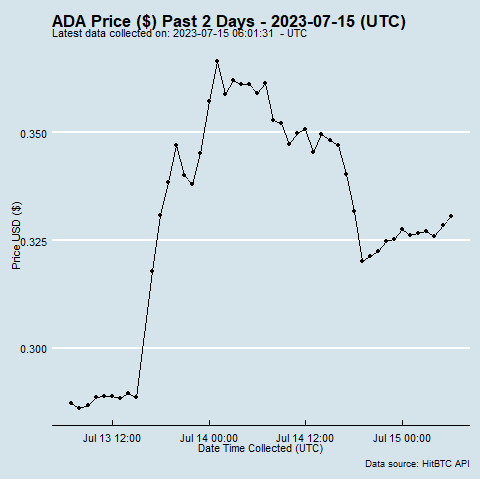 ADA Price ($) Past 2 Days - 2023-07-15 (UTC)
Latest data collected on: 2023-07-15 06:01:31 - UTC
0.350
0.325
0.300
Price USD ($)
Jul 13 12:00 Jul 14 00:00 Jul 14 12:00 Jul 15 00:00
Date Time Collected (UTC)
Data source: HitBTC API